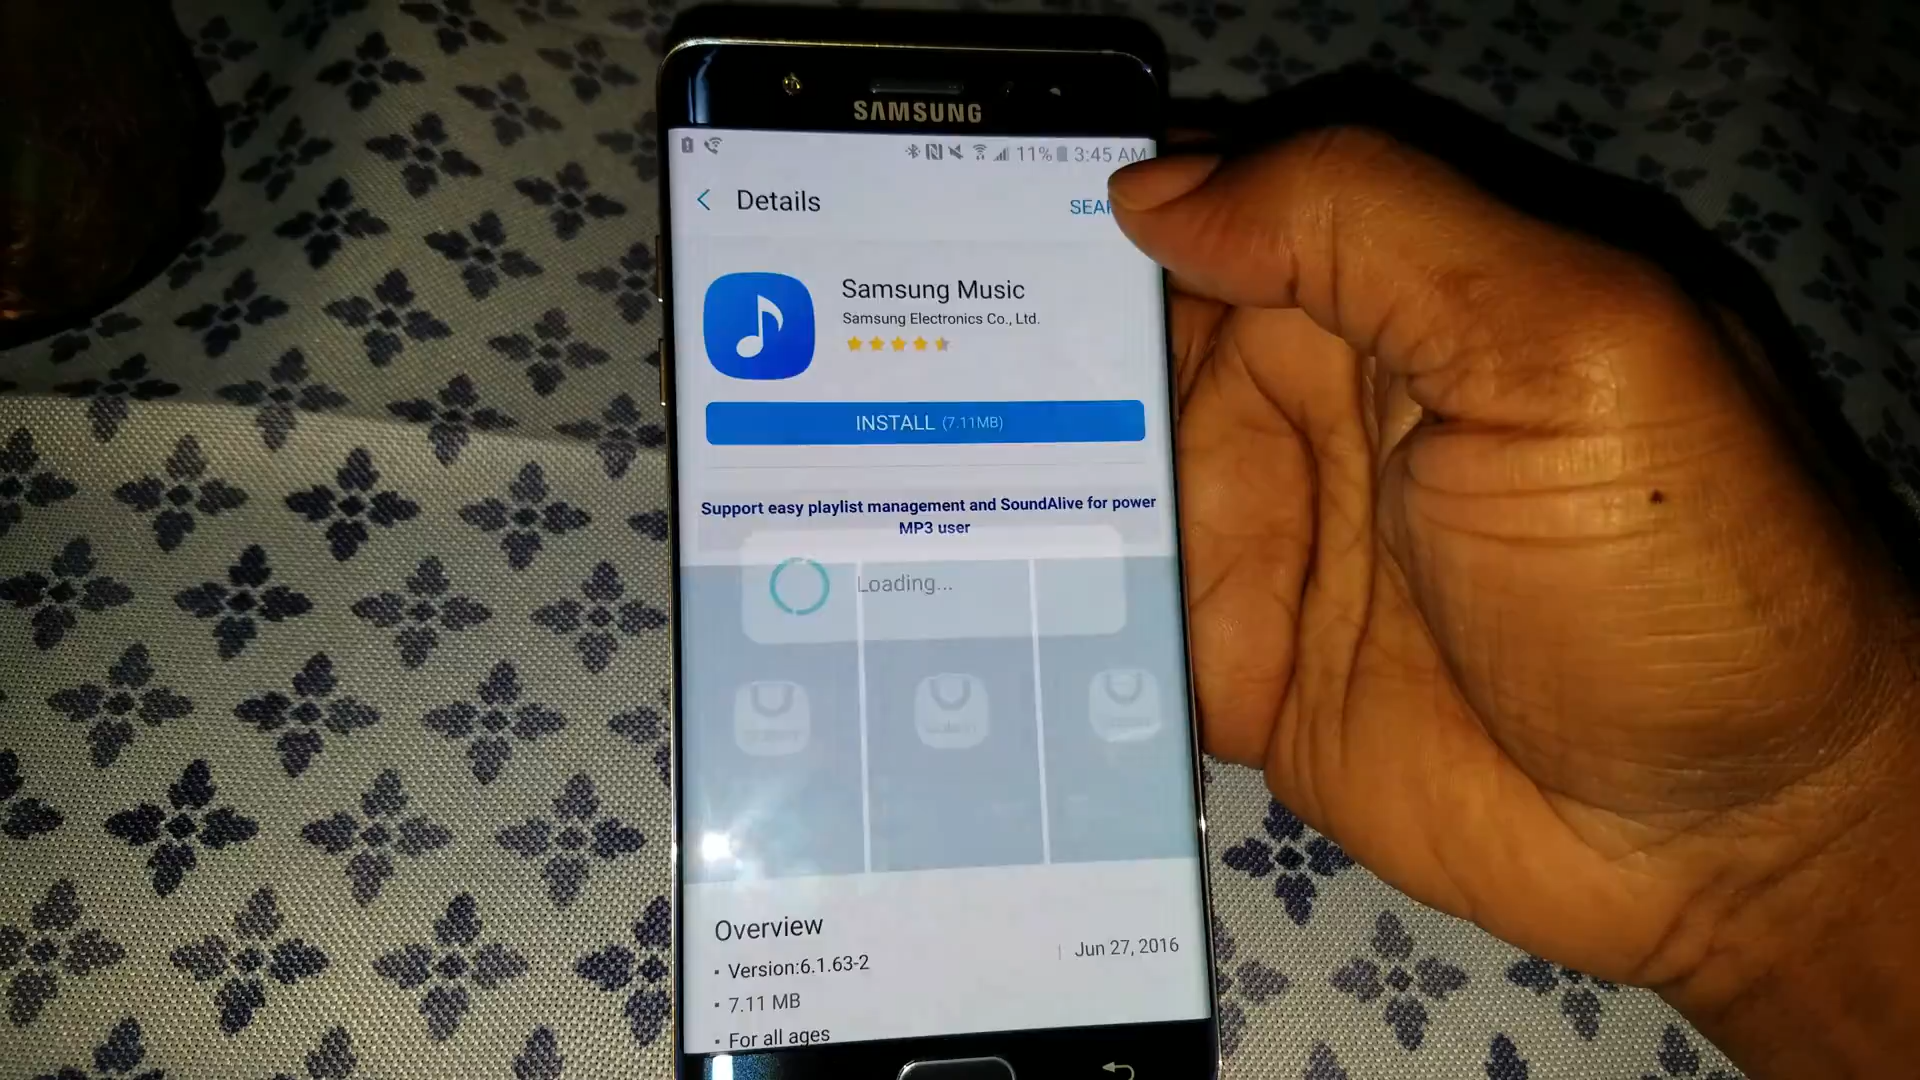 SAMSUNG
11% 3:45 AM
Details
Samsung Music
Samsung Electronics Co., Ltd.
INSTALL (7.11MB)
Support easy playlist management and SoundAlive for power
MP3 user
Loading...
Overview
▪ Version:6.1.63-2
Jun 27, 2016
▪ 7.11 MB
▪ For all ages